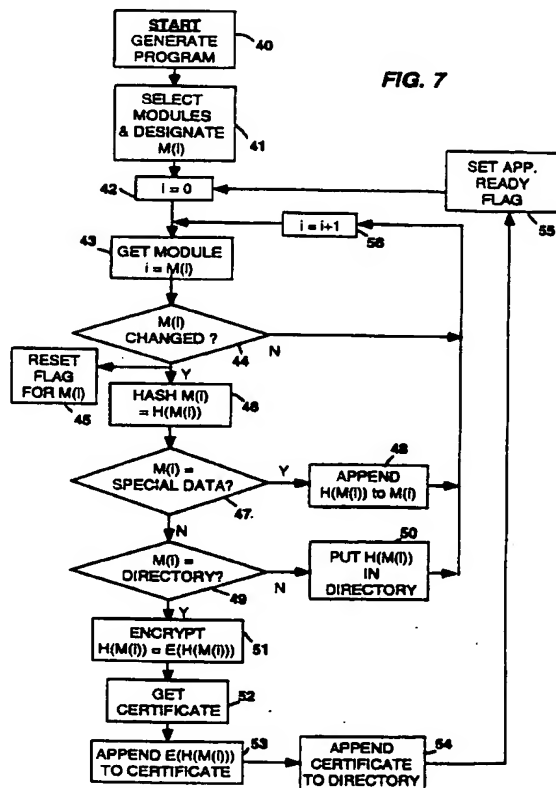 START
GENERATE
PROGRAM
40
FIG. 7
SELECT
MODULES
& DESIGNATE
M(i)
41
SET APP.
READY
FLAG
55
42
i = 0
i = i+1
56
43
GET MODULE
i = M(i)
M(i)
CHANGED ?
44
N
RESET
FLAG
FOR M(i)
45
Y
HASH M(i)
= H(M(i))
46
M(i) =
SPECIAL DATA?
47
Y
48
APPEND
H(M(i)) to M(i)
N
M(i) =
DIRECTORY?
49
N
50
PUT H(M(i))
IN
DIRECTORY
Y
ENCRYPT
H(M(i)) = E(H(M(i)))
51
GET
CERTIFICATE
52
APPEND E(H(M(i)))
TO CERTIFICATE
53
APPEND
CERTIFICATE
TO DIRECTORY
54